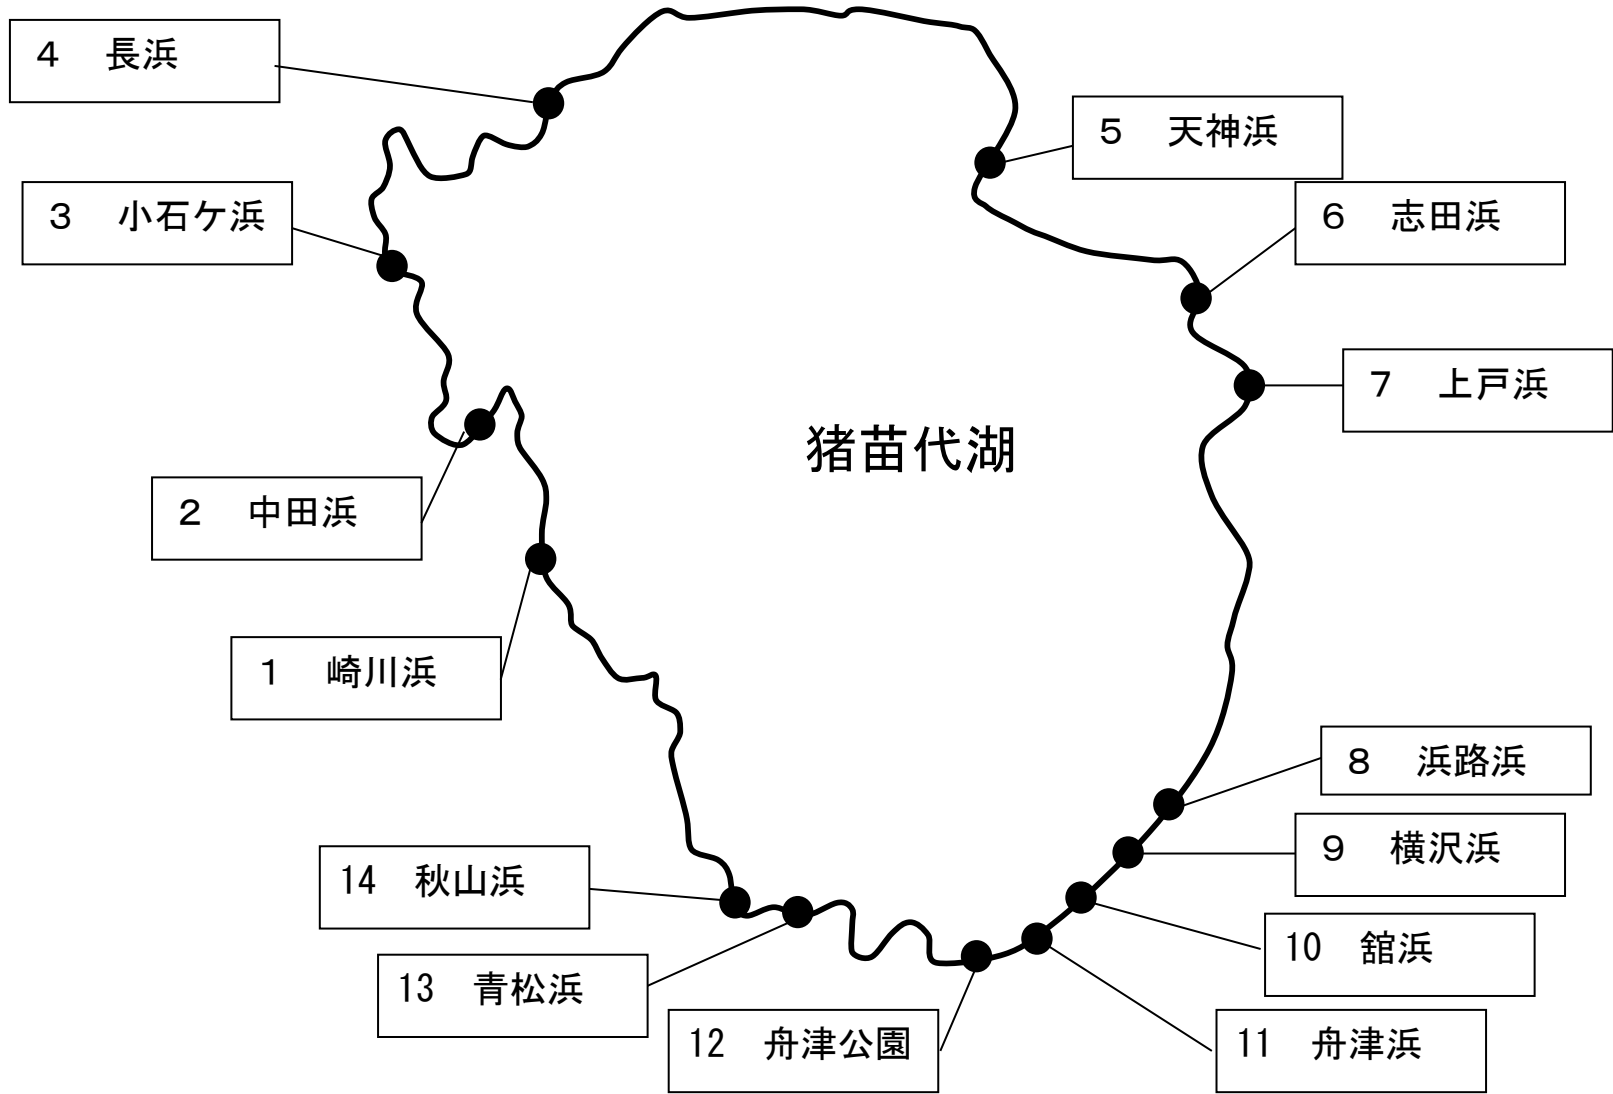 4 長浜
5 天神浜
3 小石ケ浜
6 志田浜
7 上戸浜
猪苗代湖
2 中田浜
1 崎川浜
8 浜路浜
9 横沢浜
14 秋山浜
10 舘浜
13 青松浜
12 舟津公園
11 舟津浜